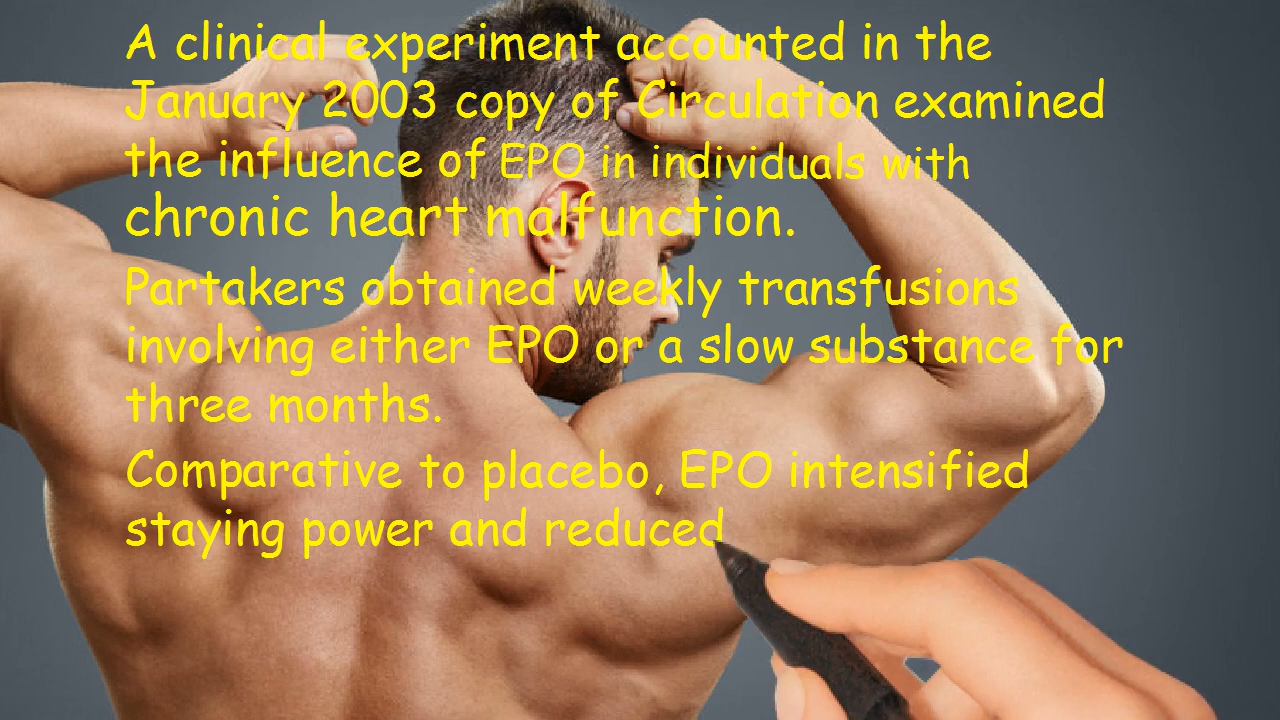 A clinical experiment accounted in the
January 2003 copy of Circulation examined
the influence of EPO in individuals with
chronic heart malfunction.
Partakers obtained weekly transfusions
involving either EPO or a slow substance for
three months.
Comparative to placebo, EPO intensified
staying power and reduced